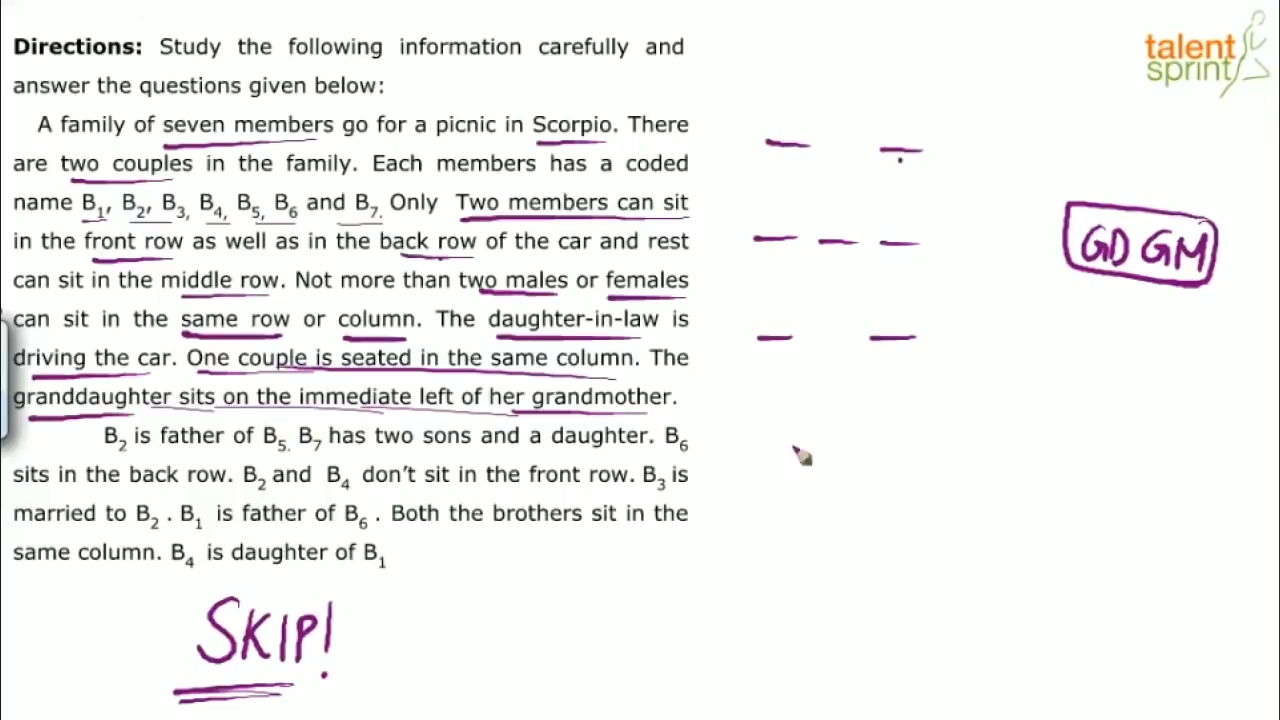 Directions: Study the following information carefully and
answer the questions given below:
A family of seven members go for a picnic in Scorpio. There
are two couples in the family. Each members has a coded
name B1, B2, B3, B4, B5, B6 and B7. Only Two members can sit
in the front row as well as in the back row of the car and rest
can sit in the middle row. Not more than two males or females
can sit in the same row or column. The daughter-in-law is
driving the car. One couple is seated in the same column. The
granddaughter sits on the immediate left of her grandmother.
B2 is father of B5. B7 has two sons and a daughter. B6
sits in the back row. B2 and B4 don't sit in the front row. B3 is
married to B2 . B1 is father of B6 . Both the brothers sit in the
same column. B4 is daughter of B1
SKIP!
talent
sprint
GD GM